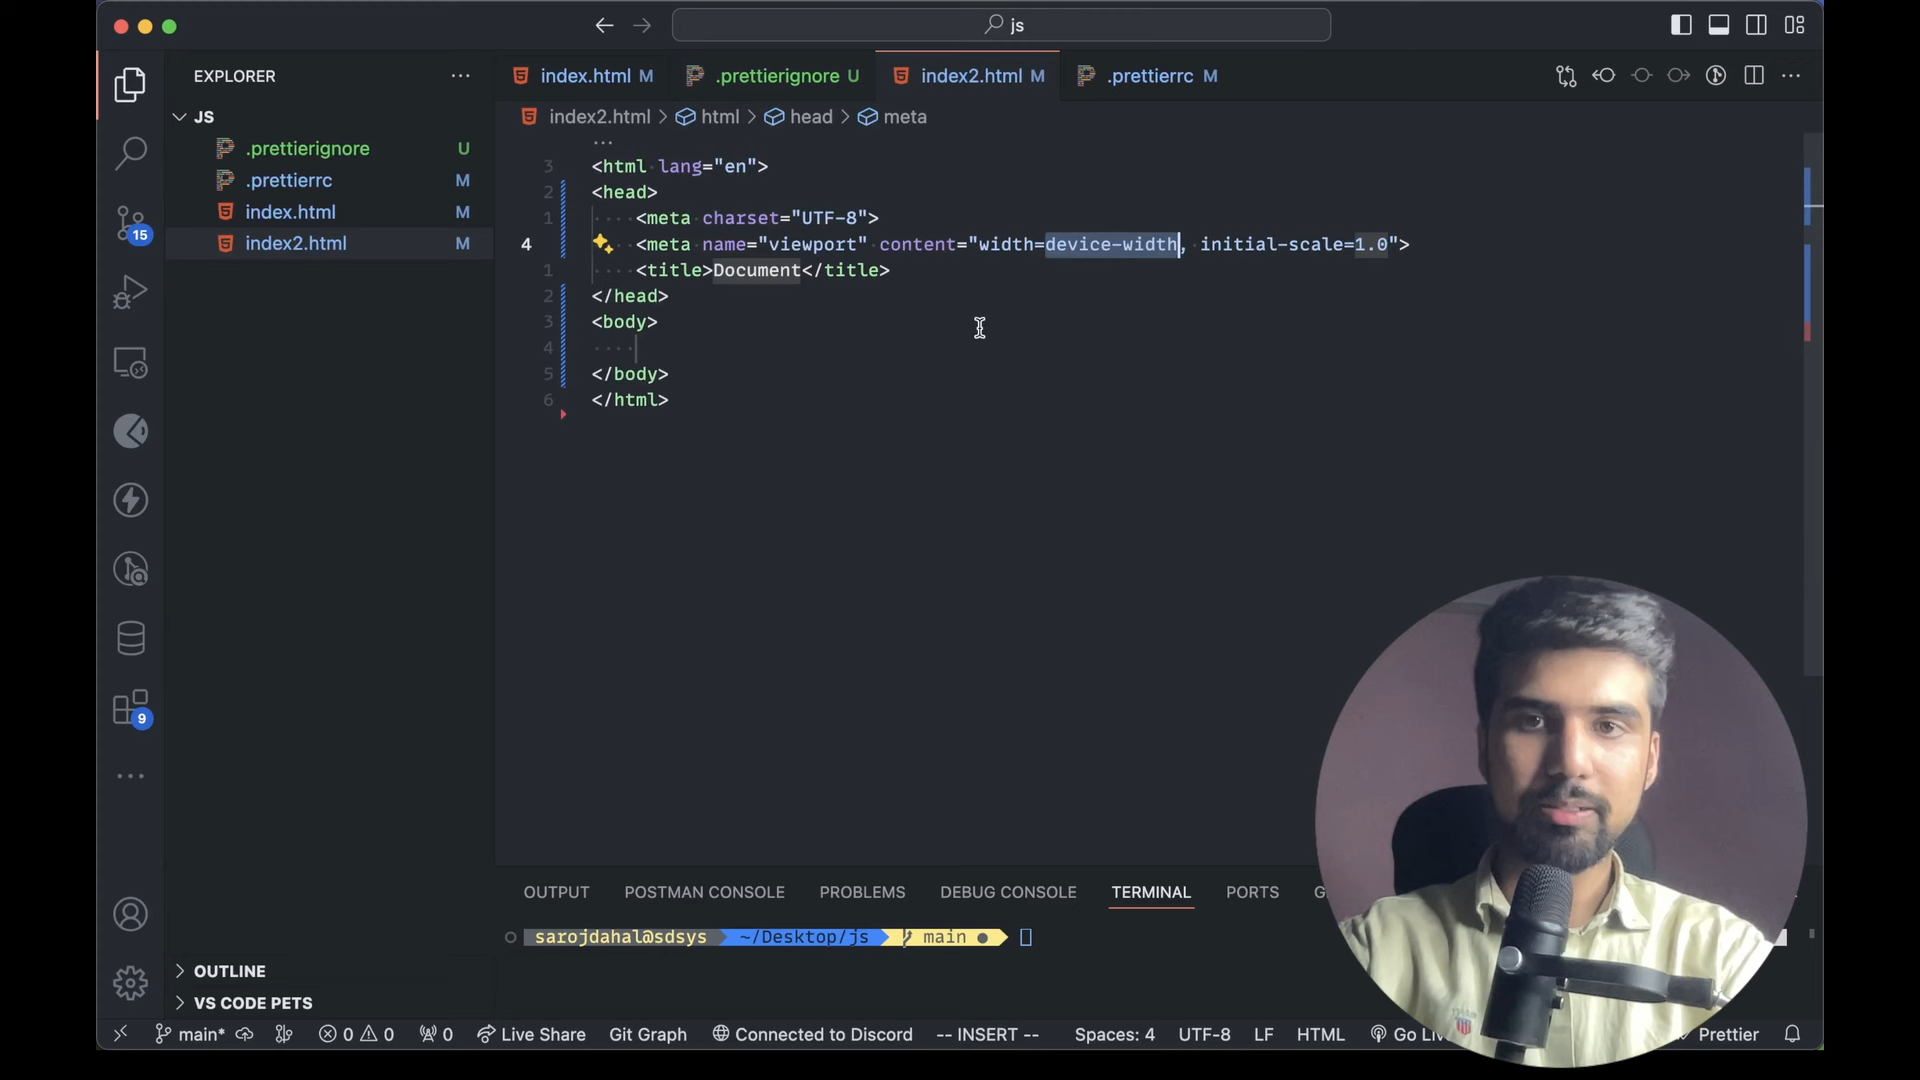 js
EXPLORER
index.html M
.prettierignore U
index2.html M
.prettierrc M
index2.html > html > head > meta
JS
.prettierignore U
.prettierrc M
index.html M
index2.html M
3 <html lang="en">
2 <head>
1 <meta charset="UTF-8">
4 <meta name="viewport" content="width=device-width, initial-scale=1.0">
1 <title>Document</title>
2 </head>
3 <body>
4
5 </body>
6 </html>
15
9
OUTPUT POSTMAN CONSOLE PROBLEMS DEBUG CONSOLE TERMINAL PORTS G
sarojdahal@sdsys ~/Desktop/js main
OUTLINE
VS CODE PETS
main* 0 0 0 Live Share Git Graph Connected to Discord -- INSERT -- Spaces: 4 UTF-8 LF HTML Go Prettier